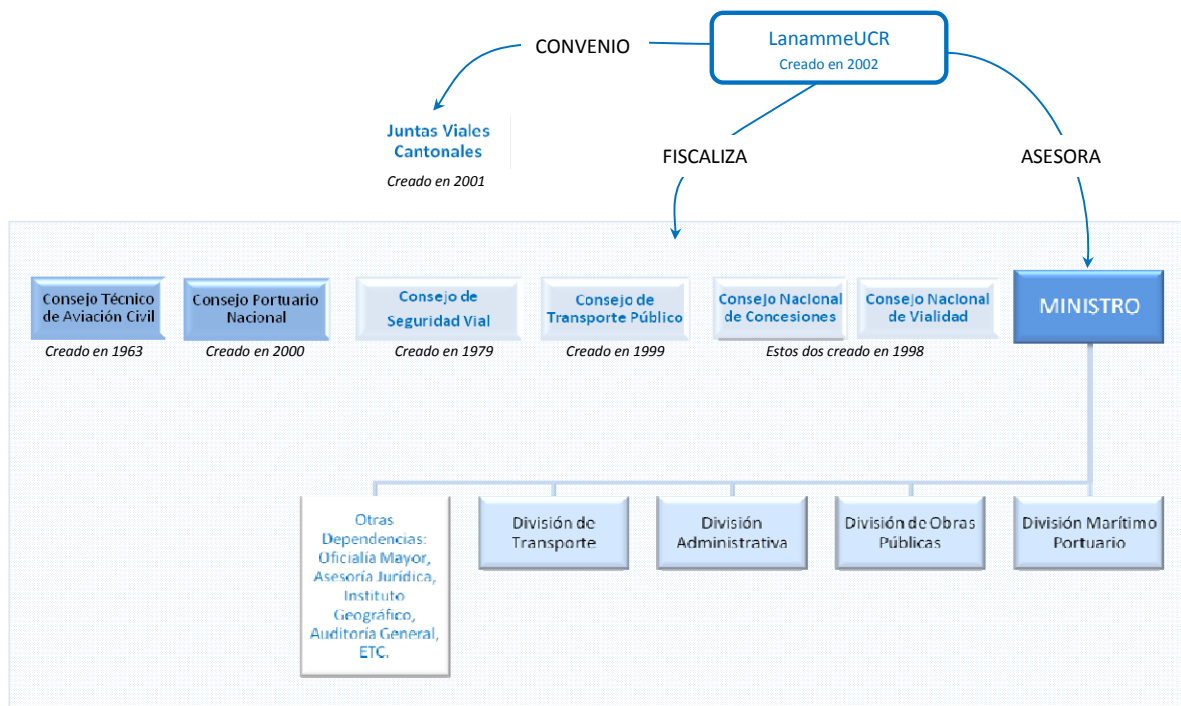 LanammeUCR
Creado en 2002
CONVENIO
Juntas Viales
Cantonales
Creado en 2001
FISCALIZA
ASESORA
Consejo Técnico
de Aviación Civil
Creado en 1963
Consejo Portuario
Nacional
Creado en 2000
Consejo de
Seguridad Vial
Creado en 1979
Consejo de
Transporte Público
Creado en 1999
Consejo Nacional
de Concesiones
Consejo Nacional
de Vialidad
Estos dos creado en 1998
MINISTRO
Otras
Dependencias:
Oficialía Mayor,
Asesoría Jurídica,
Instituto
Geográfico,
Auditoría General,
ETC.
División de
Transporte
División
Administrativa
División de Obras
Públicas
División Marítimo
Portuario